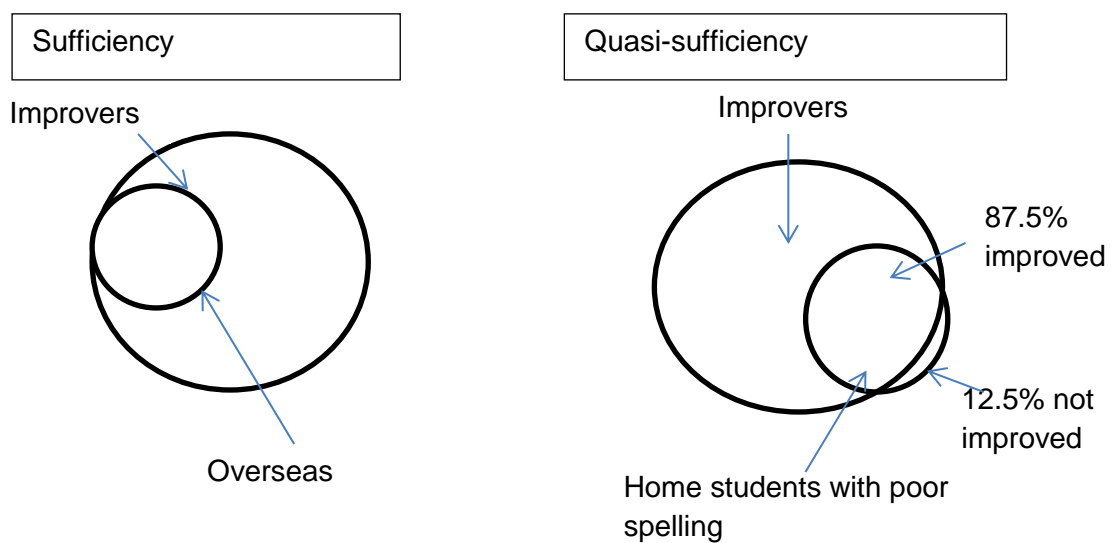 Sufficiency
Quasi-sufficiency
Improvers
Improvers
87.5%
improved
12.5% not
improved
Overseas
Home students with poor
spelling